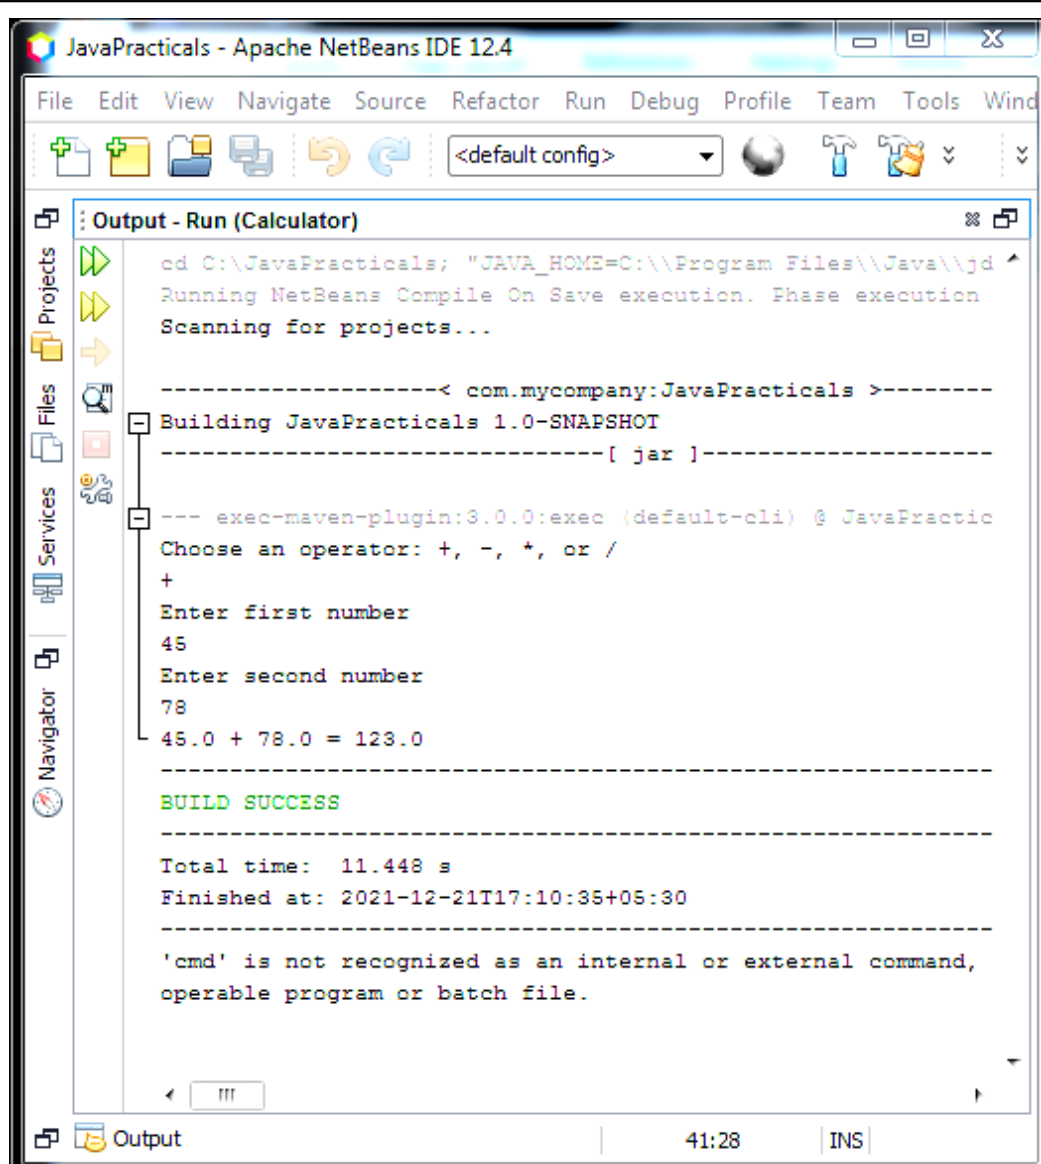 JavaPracticals - Apache NetBeans IDE 12.4
File Edit View Navigate Source Refactor Run Debug Profile Team Tools Wind
<default config>
Output - Run (Calculator)
Projects
Files
Services
Navigator
cd C:\JavaPracticals; "JAVA_HOME=C:\\Program Files\\Java\\jd
Running NetBeans Compile On Save execution. Phase execution
Scanning for projects...
---------------------< com.mycompany:JavaPracticals >--------
Building JavaPracticals 1.0-SNAPSHOT
--------------------------------[ jar ]---------------------
--- exec-maven-plugin:3.0.0:exec (default-cli) @ JavaPractic
Choose an operator: +, -, *, or /
+
Enter first number
45
Enter second number
78
45.0 + 78.0 = 123.0
------------------------------------------------------------
BUILD SUCCESS
------------------------------------------------------------
Total time:  11.448 s
Finished at: 2021-12-21T17:10:35+05:30
------------------------------------------------------------
'cmd' is not recognized as an internal or external command,
operable program or batch file.
Output 41:28 INS